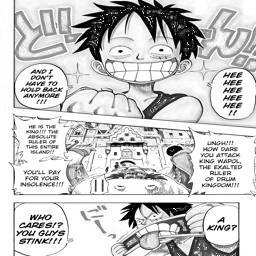 HEE
HEE
HEE
HEE
HEE
!!
AND I
DON'T
HAVE TO
HOLD BACK
ANYMORE
!!!
UNGH!!!
HOW DARE
YOU ATTACK
KING WAPOL,
THE EXALTED
RULER OF
DRUM
KINGDOM!!!
HE IS THE
KING!!! THE
ABSOLUTE
RULER OF
THIS ENTIRE
ISLAND!!
YOU'LL PAY
FOR YOUR
INSOLENCE!!!
A
KING?
WHO
CARES!?
YOU GUYS
STINK!!!